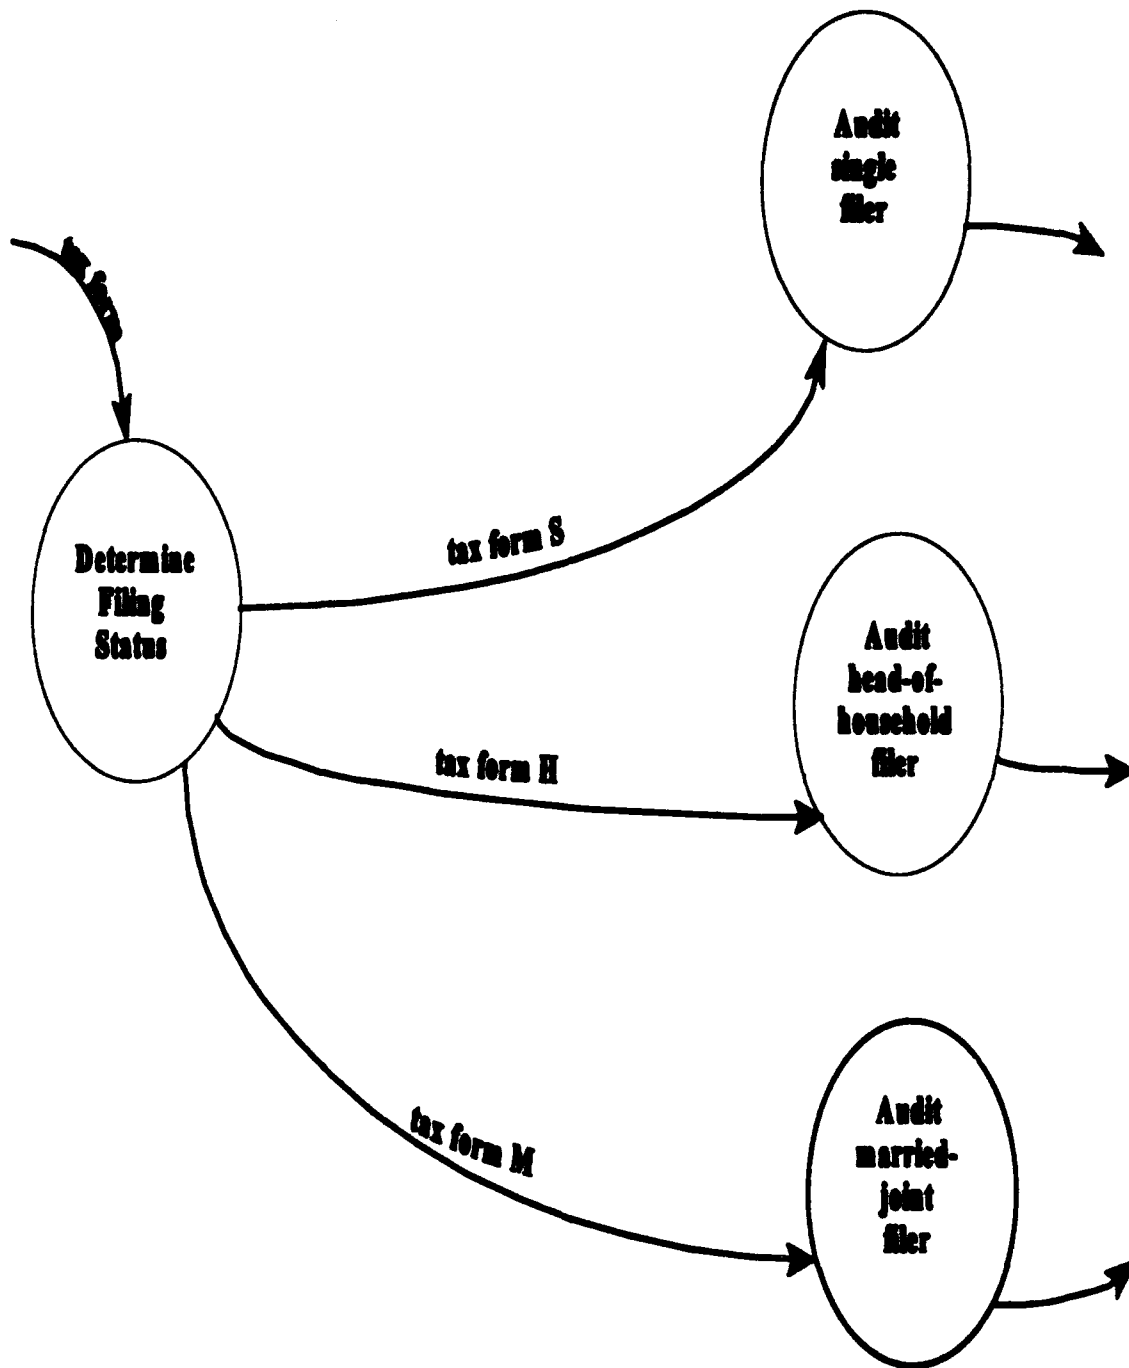 Audit
single
filer
tax form S
Determine
Filing
Status
Audit
head-of-
household
filer
tax form H
Audit
married-
joint
filer
tax form M